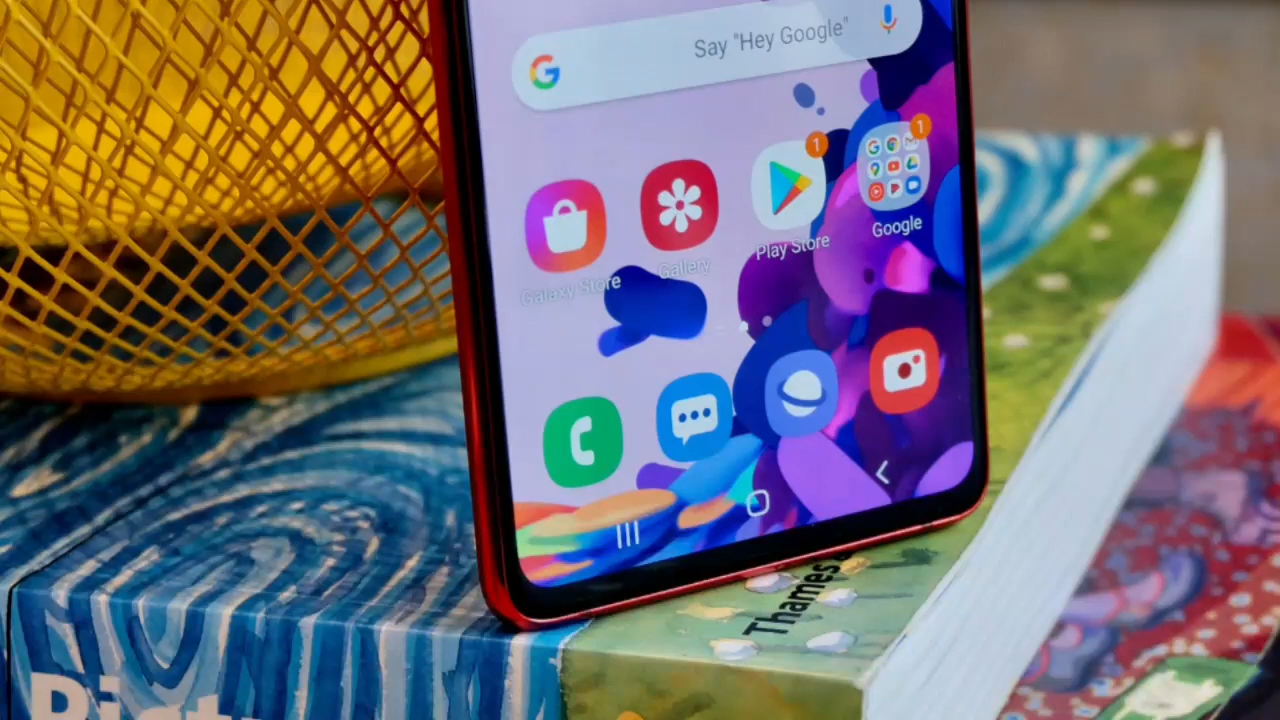 Say "Hey Google"
1
1
Galaxy Store
Gallery
Play Store
Google
Thames